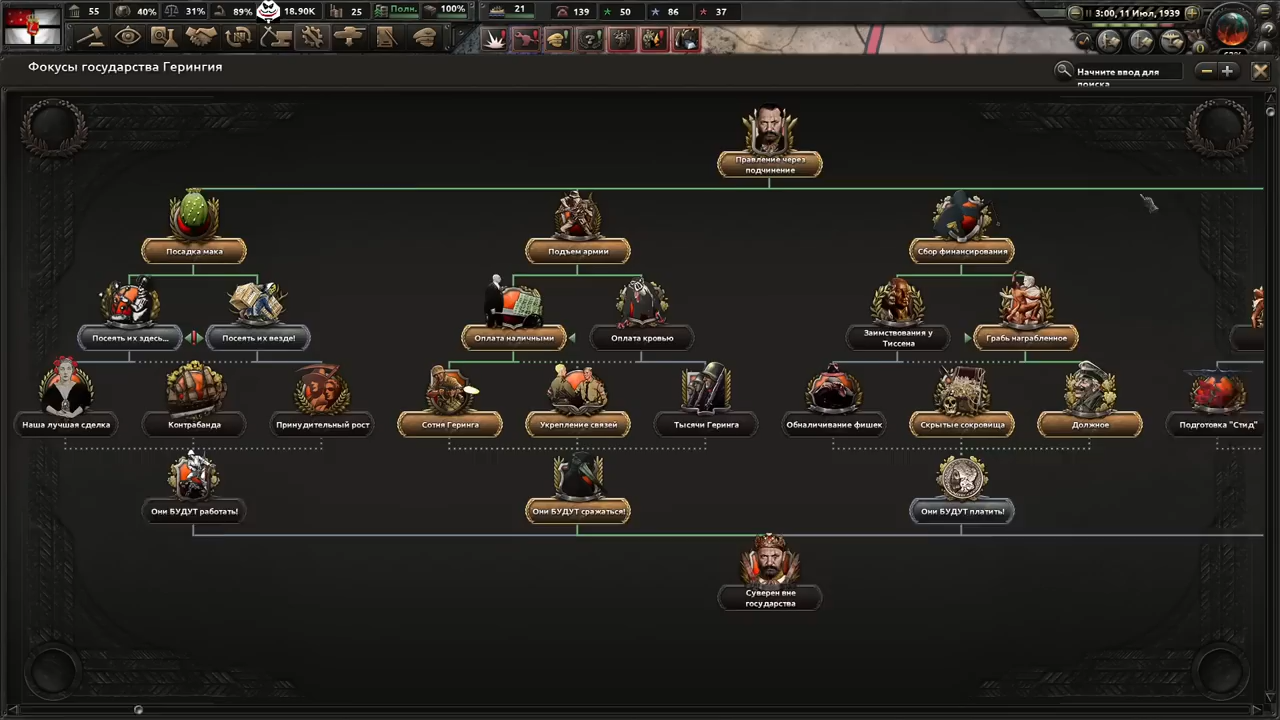 55 40% 31% 89% 18.90K 25 Полн. 100% 21 139 50 86 37 3:00, 11 Июл, 1939
Фокусы государства Герингия
Начните ввод для
поиска
Правление через
подчинение
Посадка мака Подъем армии Сбор финансирования
Посеять их здесь... Посеять их везде! Оплата наличными Оплата кровью Заимствования у
Тиссена
Грабь награбленное
Наша лучшая сделка Контрабанда Принудительный рост Сотня Геринга Укрепление связей Тысячи Геринга Обналичивание фишек Скрытые сокровища Должное Подготовка "Стид"
Они БУДУТ работать! Они БУДУТ сражаться! Они БУДУТ платить!
Суверен вне
государства